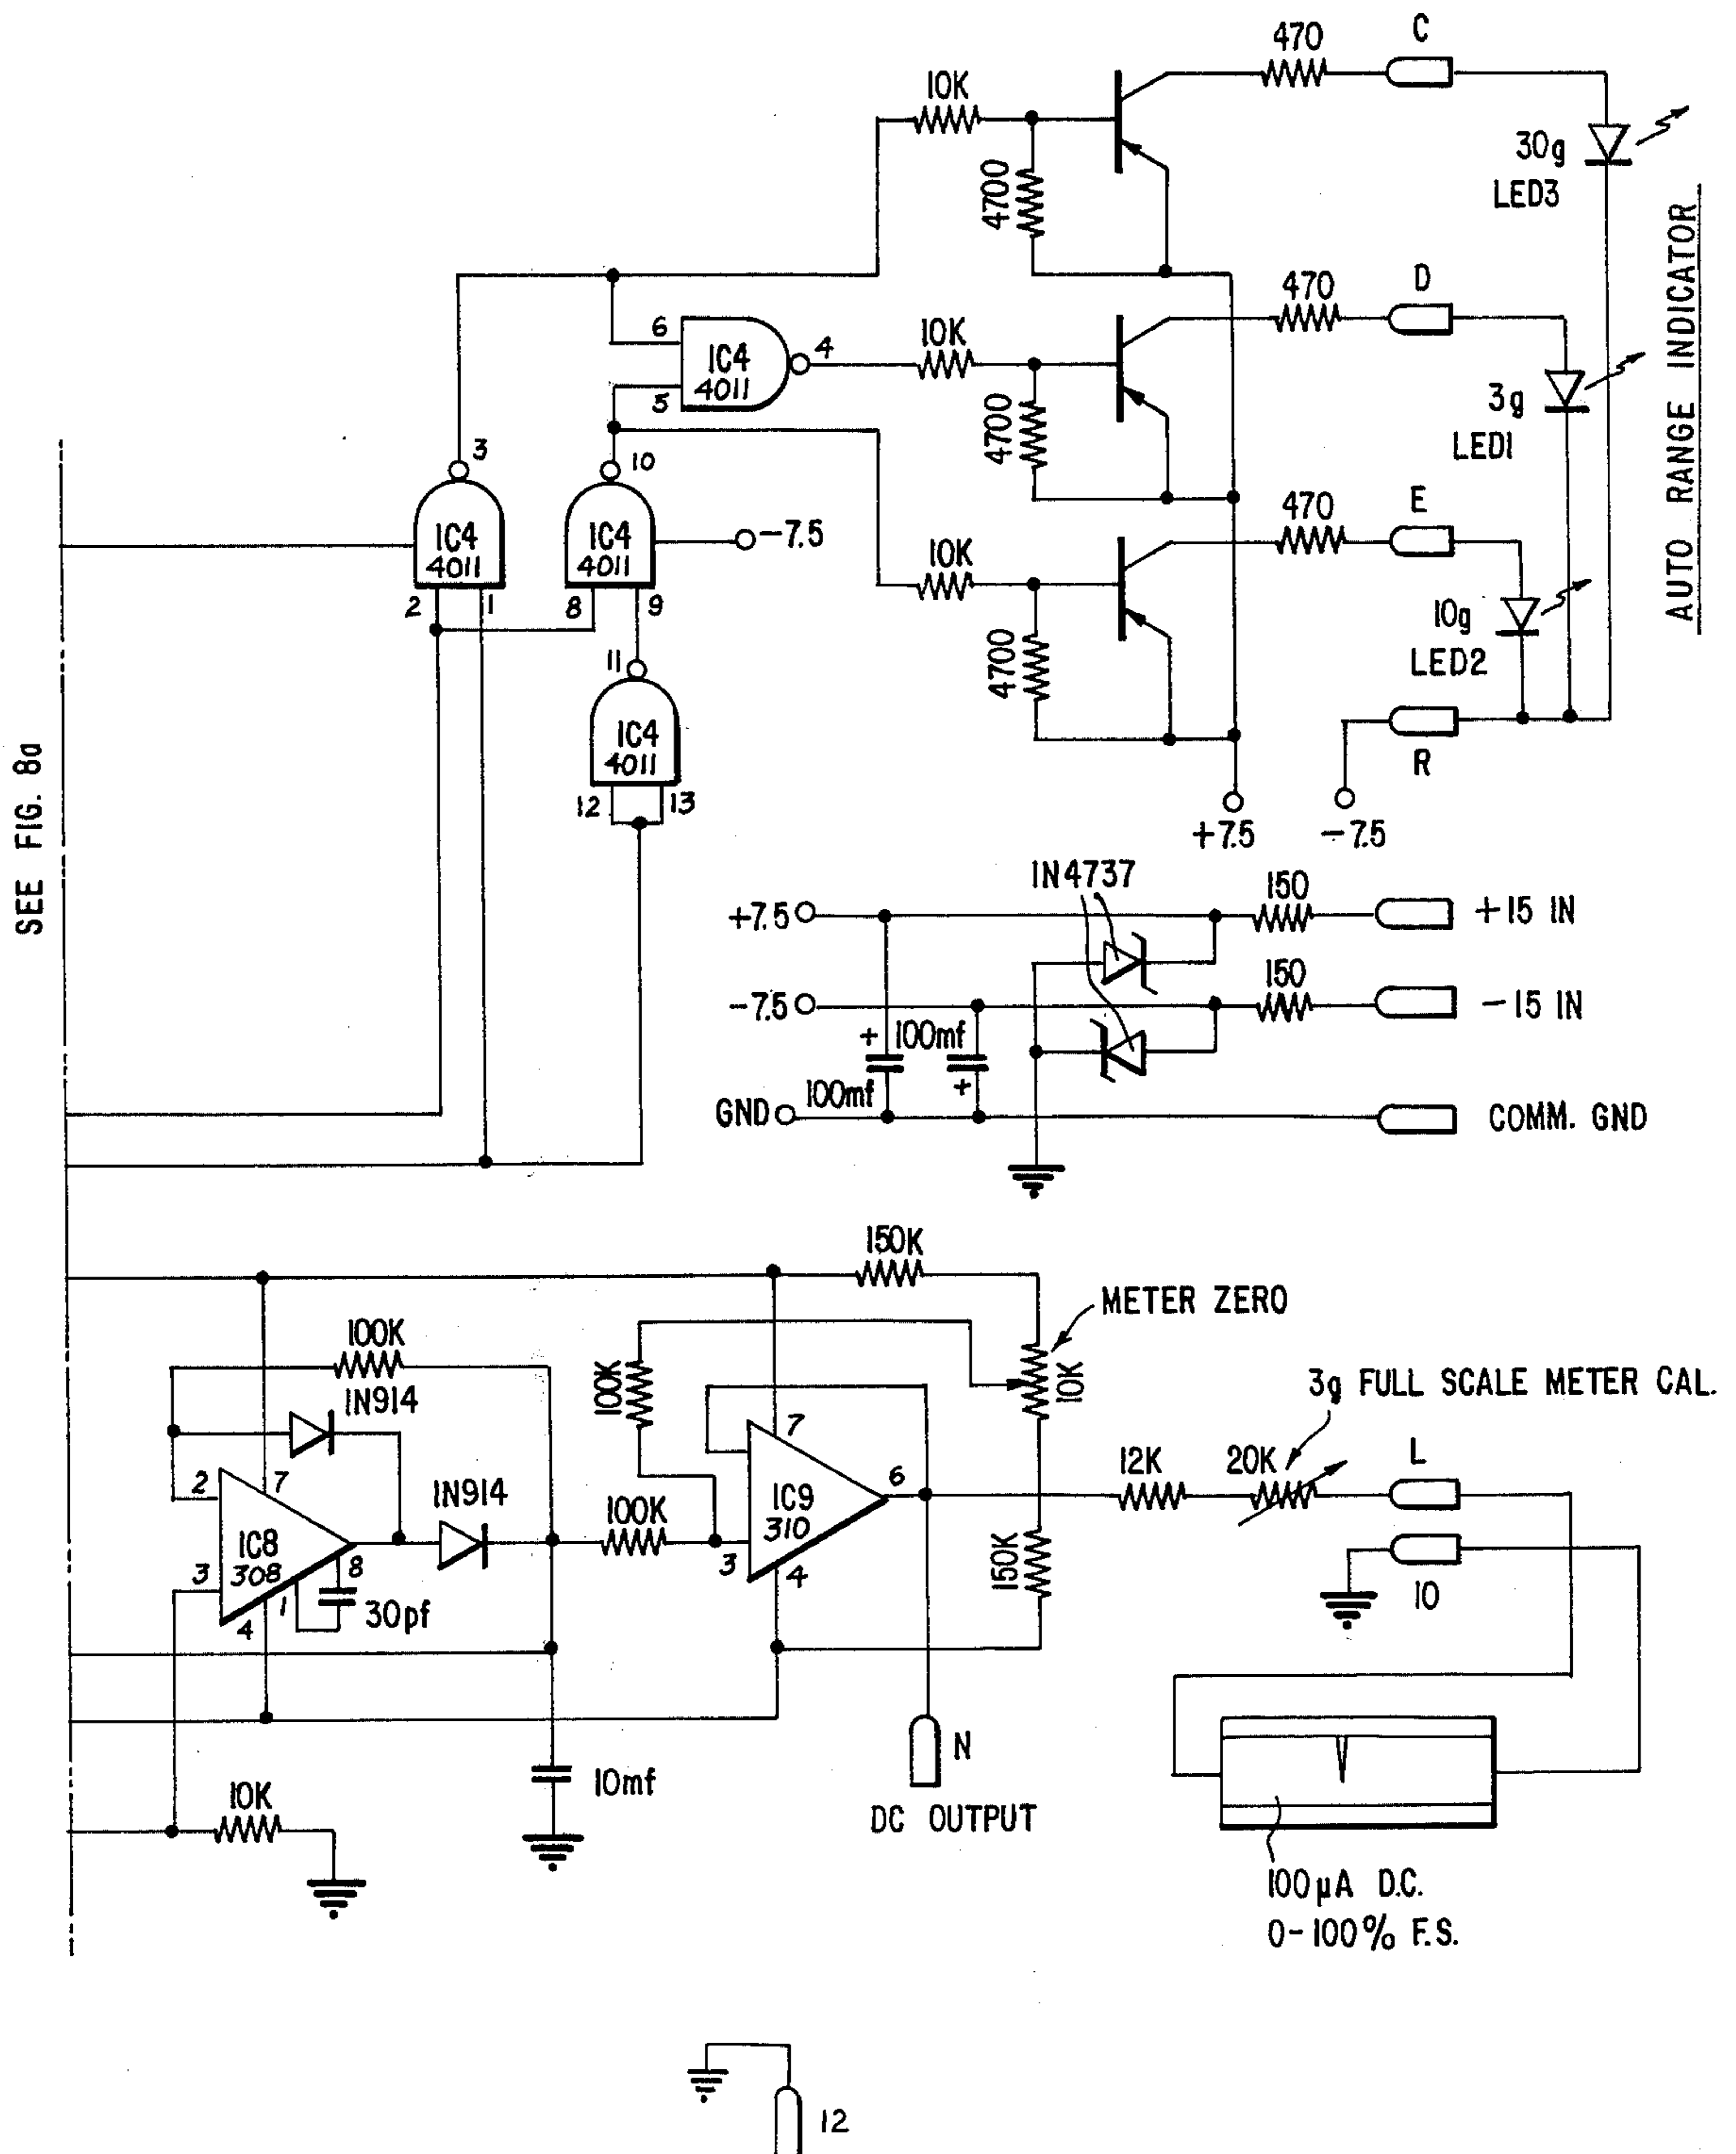 C
470
10K
30g
LED3
4700
AUTO RANGE INDICATOR
D
470
6
IC4
4011
5
4
10K
3g
LED1
4700
3
10
IC4
4011
IC4
4011
-7.5
2
1
8
9
E
470
10K
10g
LED2
4700
11
IC4
4011
12
13
R
+7.5
-7.5
SEE FIG. 8a
1N4737
+7.5
150
+15 IN
-7.5
150
-15 IN
+
100mf
100mf
+
GND
COMM. GND
150K
METER ZERO
100K
1N914
100K
10K
3g FULL SCALE METER CAL.
2
7
IC8
308
3
4
1
8
30pf
1N914
100K
7
IC9
310
3
4
6
150K
12K
20K
L
10
N
DC OUTPUT
10mf
10K
100µA D.C.
0-100% F.S.
12